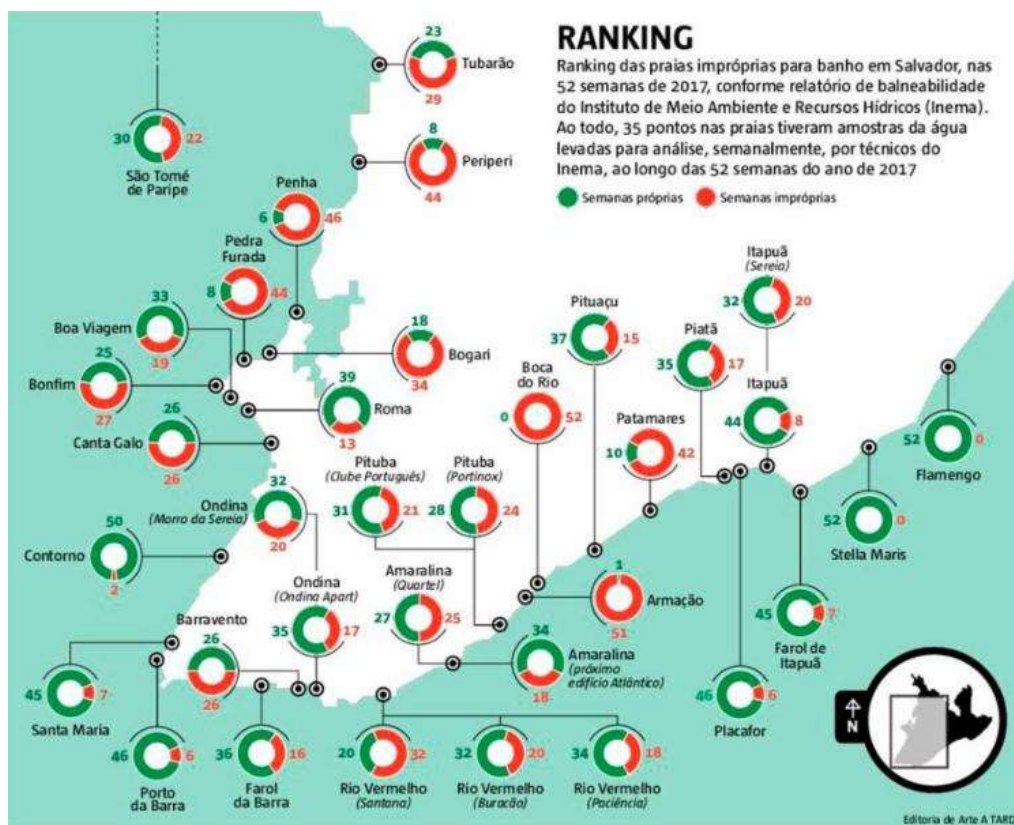 RANKING
Ranking das praias impróprias para banho em Salvador, nas
52 semanas de 2017, conforme relatório de balneabilidade
do Instituto de Meio Ambiente e Recursos Hídricos (Inema).
Ao todo, 35 pontos nas praias tiveram amostras da água
levadas para análise, semanalmente, por técnicos do
Inema, ao longo das 52 semanas do ano de 2017
Semanas próprias
Semanas impróprias
23
Tubarão
29
8
Periperi
44
30
22
São Tomé
de Paripe
Penha
6
46
Pedra
Furada
8
44
33
Boa Viagem
19
25
Bonfim
27
18
Bogari
34
39
Roma
13
26
Canta Galo
26
32
Ondina
(Morro da Sereia)
20
50
Contorno
2
Pituba
(Clube Português)
31
21
Pituba
(Portinox)
28
24
Boca
do Rio
0
52
Pituaçu
37
15
Patamares
10
42
Piatã
35
17
Itapuã
(Sereia)
32
20
Itapuã
44
8
52
0
Flamengo
52
0
Stella Maris
45
7
Farol de
Itapuã
46
6
Placafor
1
Armação
51
Ondina
(Ondina Apart)
35
17
Amaralina
(Quartel)
27
25
34
Amaralina
(próximo
edifício Atlântico)
18
Barravento
26
26
45
7
Santa Maria
46
6
Porto
da Barra
36
16
Farol
da Barra
20
32
Rio Vermelho
(Santana)
32
20
Rio Vermelho
(Buracão)
34
18
Rio Vermelho
(Paciência)
N
Editoria de Arte A TARD